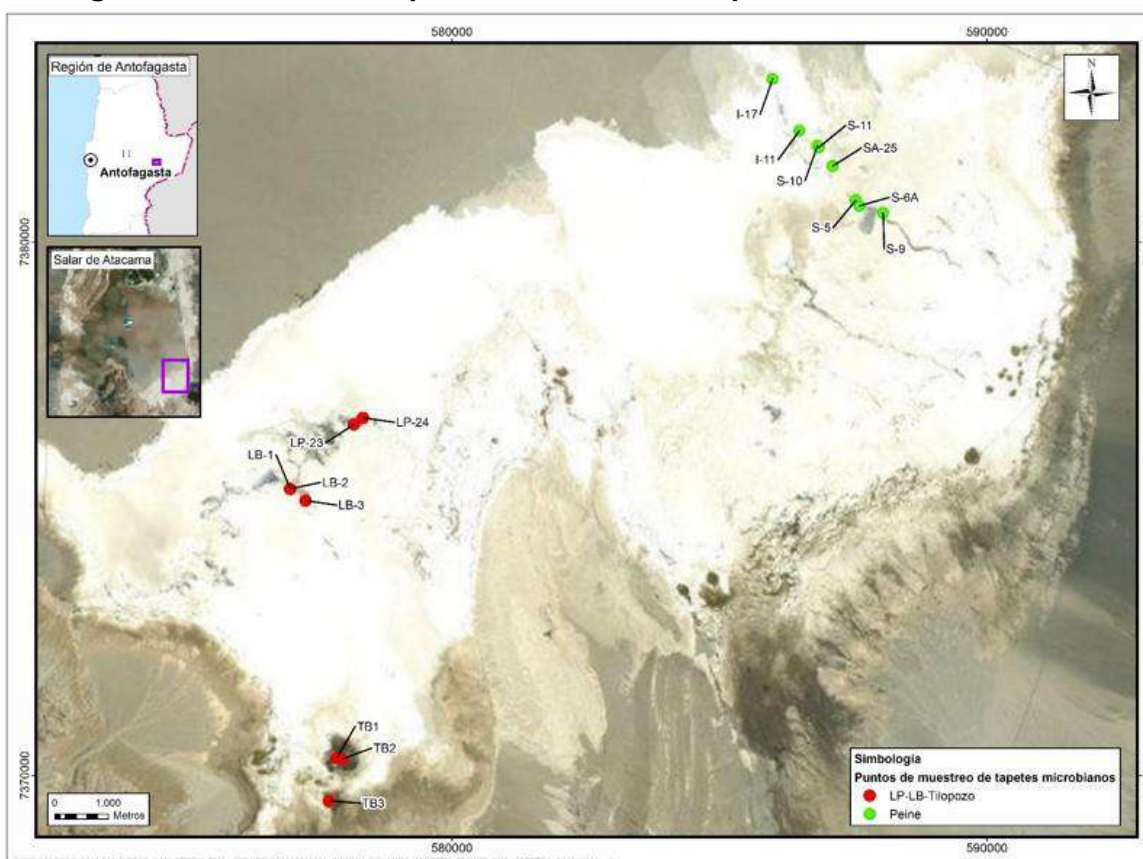 580000
590000
Región de Antofagasta
Antofagasta
N
Salar de Atacama
I-17
I-11
S-11
S-10
SA-25
S-6A
S-5
S-9
7380000
LP-24
LP-23
LB-1
LB-2
LB-3
TB1
TB2
TB3
7370000
0 1.000
Metros
Simbología
Puntos de muestreo de tapetes microbianos
LP-LB-Tilopozo
Peine
580000
590000